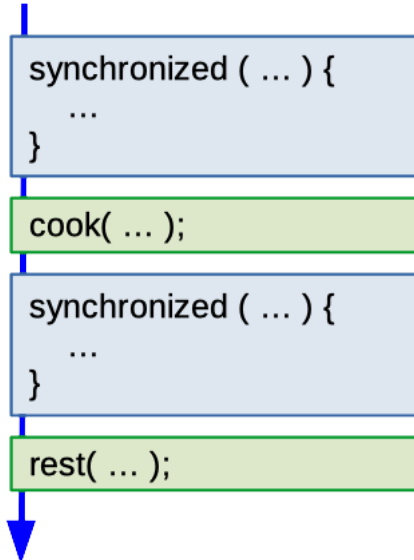 synchronized ( ... ) {
...
}
cook( ... );
synchronized ( ... ) {
...
}
rest( ... );